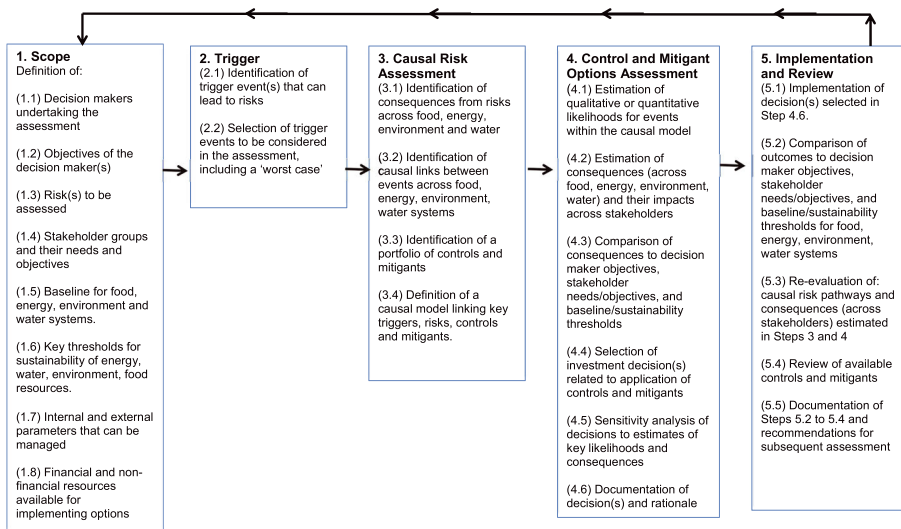 1. Scope
Definition of:
(1.1) Decision makers
undertaking the
assessment
(1.2) Objectives of the
decision maker(s)
(1.3) Risk(s) to be
assessed
(1.4) Stakeholder groups
and their needs and
objectives
(1.5) Baseline for food,
energy, environment and
water systems.
(1.6) Key thresholds for
sustainability of energy,
water, environment, food
resources.
(1.7) Internal and external
parameters that can be
managed
(1.8) Financial and non-
financial resources
available for
implementing options
2. Trigger
(2.1) Identification of
trigger event(s) that can
lead to risks
(2.2) Selection of trigger
events to be considered
in the assessment,
including a ‘worst case’
3. Causal Risk
Assessment
(3.1) Identification of
consequences from risks
across food, energy,
environment and water
(3.2) Identification of
causal links between
events across food,
energy, environment,
water systems
(3.3) Identification of a
portfolio of controls and
mitigants
(3.4) Definition of a
causal model linking key
triggers, risks, controls
and mitigants.
4. Control and Mitigant
Options Assessment
(4.1) Estimation of
qualitative or quantitative
likelihoods for events
within the causal model
(4.2) Estimation of
consequences (across
food, energy, environment,
water) and their impacts
across stakeholders
(4.3) Comparison of
consequences to decision
maker objectives,
stakeholder
needs/objectives, and
baseline/sustainability
thresholds
(4.4) Selection of
investment decision(s)
related to application of
controls and mitigants
(4.5) Sensitivity analysis of
decisions to estimates of
key likelihoods and
consequences
(4.6) Documentation of
decision(s) and rationale
5. Implementation
and Review
(5.1) Implementation of
decision(s) selected in
Step 4.6.
(5.2) Comparison of
outcomes to decision
maker objectives,
stakeholder
needs/objectives, and
baseline/sustainability
thresholds for food,
energy, environment,
water systems
(5.3) Re-evaluation of:
causal risk pathways and
consequences (across
stakeholders) estimated
in Steps 3 and 4
(5.4) Review of available
controls and mitigants
(5.5) Documentation of
Steps 5.2 to 5.4 and
recommendations for
subsequent assessment